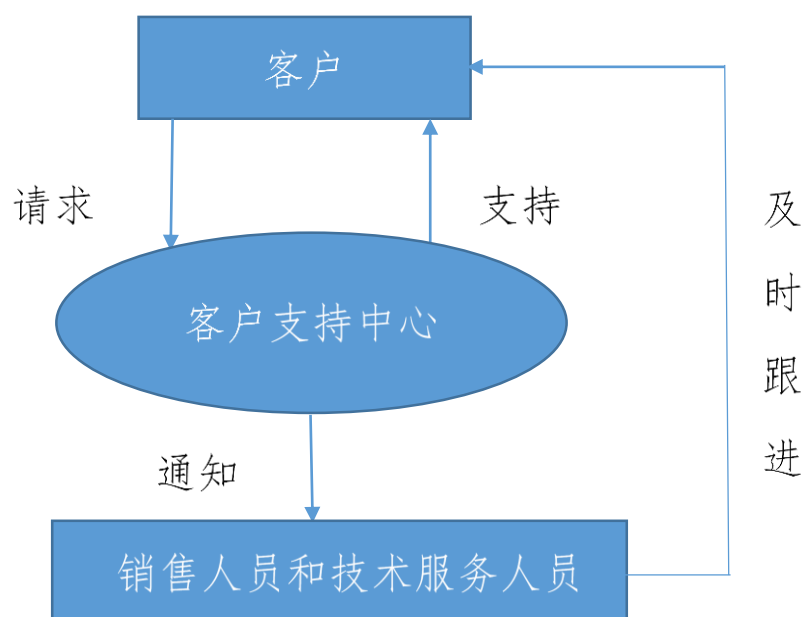 客户
请求
支持
客户支持中心
及时跟进
通知
销售人员和技术服务人员